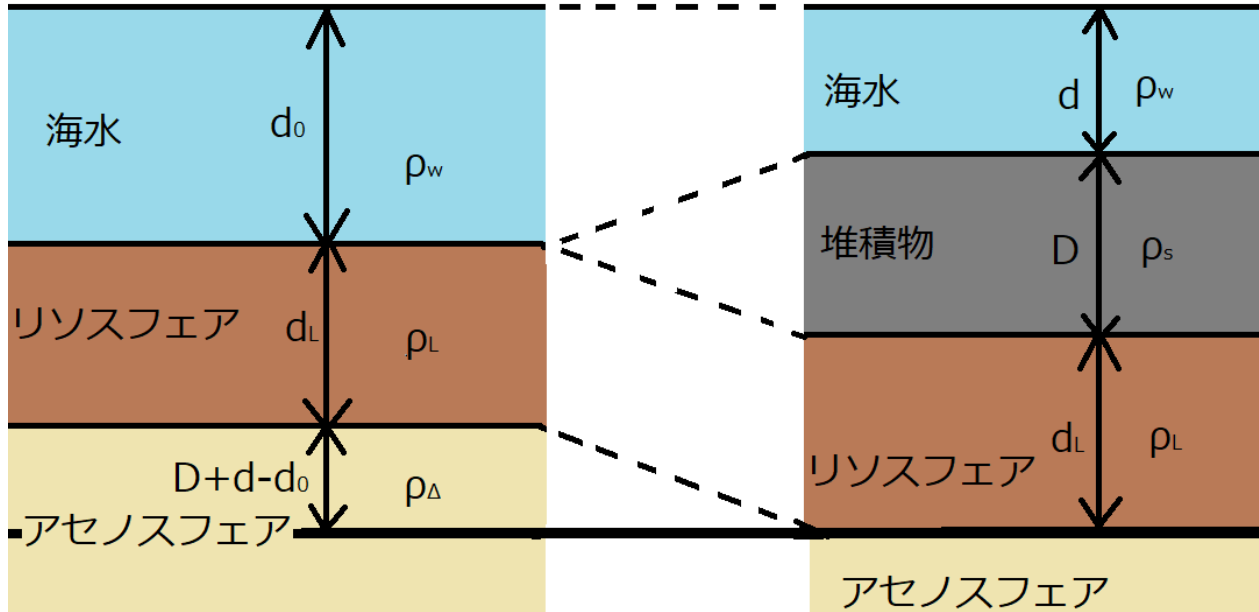 海水
d₀
ρw
リソスフェア
dL
ρL
D+d-d₀
ρΔ
アセノスフェア
海水
d
ρw
堆積物
D
ρs
リソスフェア
dL
ρL
アセノスフェア